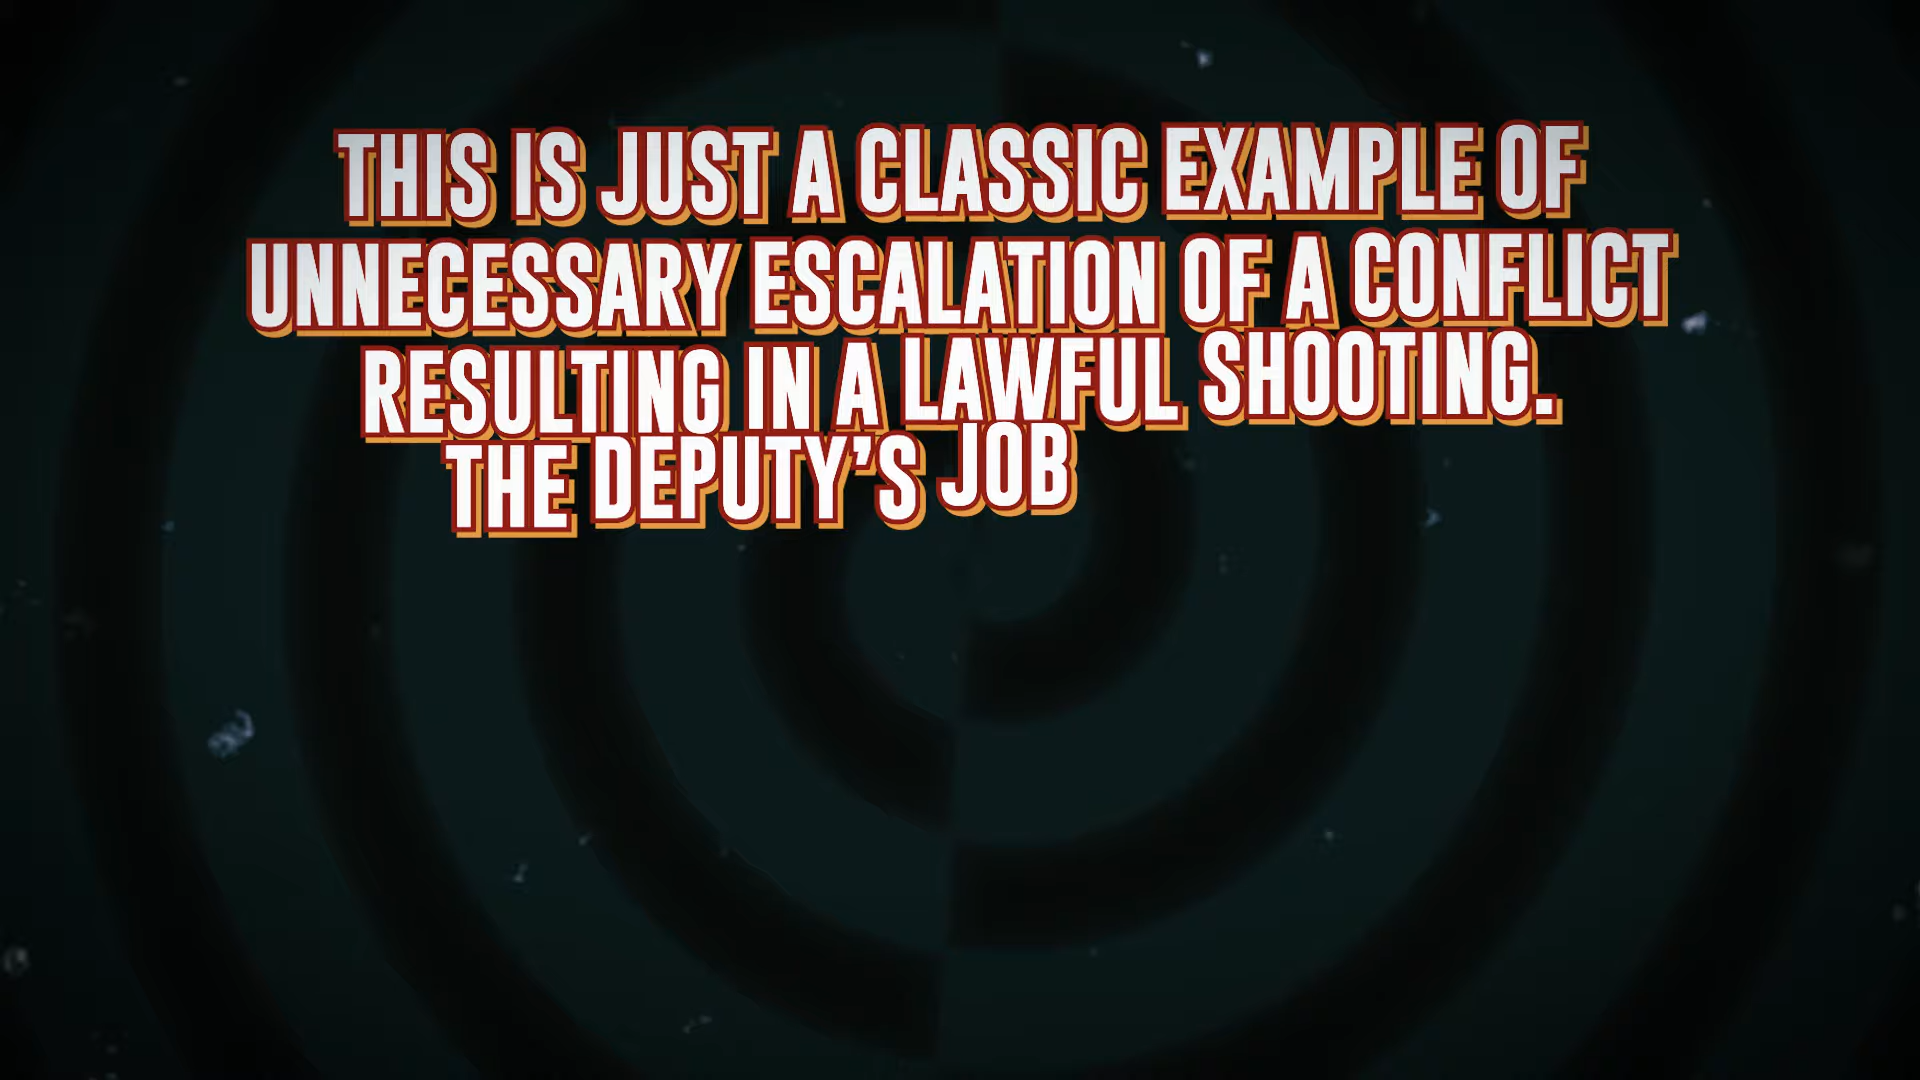 THIS IS JUST A CLASSIC EXAMPLE OF
UNNECESSARY ESCALATION OF A CONFLICT
RESULTING IN A LAWFUL SHOOTING.
THE DEPUTY'S JOB